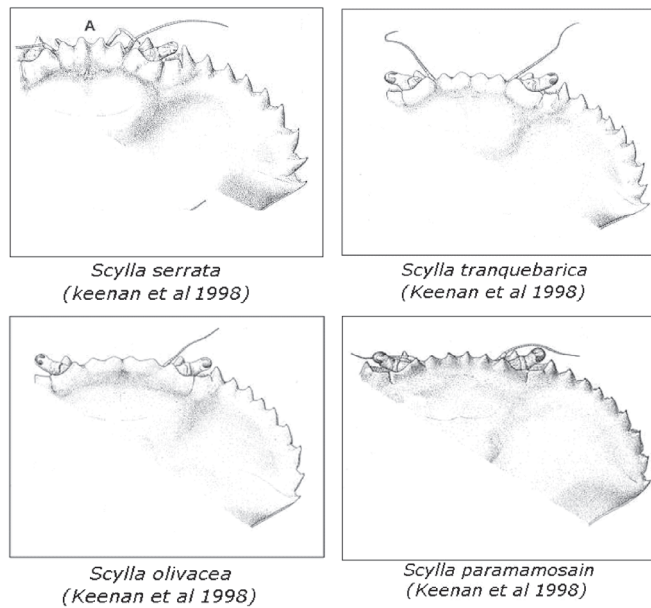 A
Scylla serrata
(keenan et al 1998)
Scylla tranquebarica
(Keenan et al 1998)
Scylla olivacea
(Keenan et al 1998)
Scylla paramamosain
(Keenan et al 1998)